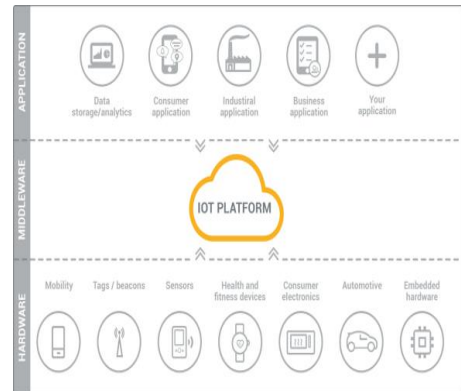 APPLICATION
Data
storage/analytics
Consumer
application
Industiral
application
Business
application
Your
application
MIDDLEWARE
IOT PLATFORM
HARDWARE
Mobility
Tags / beacons
Sensors
Health and
fitness devices
Consumer
electronics
Automotive
Embedded
hardware